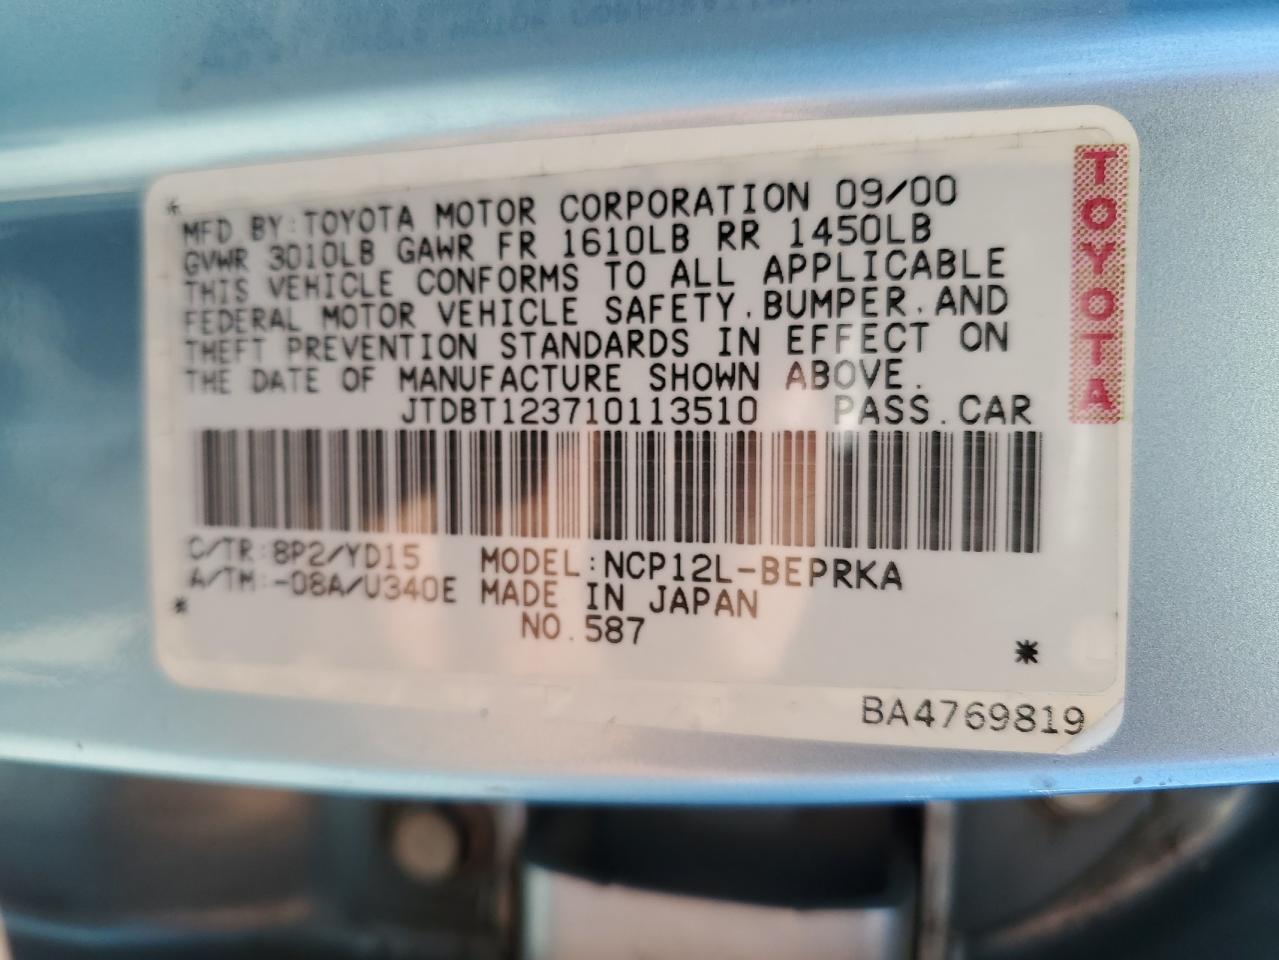 MFD BY:TOYOTA MOTOR CORPORATION 09/00
GVWR 3010LB GAWR FR 1610LB RR 1450LB
THIS VEHICLE CONFORMS TO ALL APPLICABLE
FEDERAL MOTOR VEHICLE SAFETY,BUMPER,AND
THEFT PREVENTION STANDARDS IN EFFECT ON
THE DATE OF MANUFACTURE SHOWN ABOVE.
JTDBT123710113510 PASS.CAR
C/TR:8P2/YD15 MODEL:NCP12L-BEPRKA
A/TM:-08A/U340E MADE IN JAPAN
NO.587
BA4769819
TOYOTA